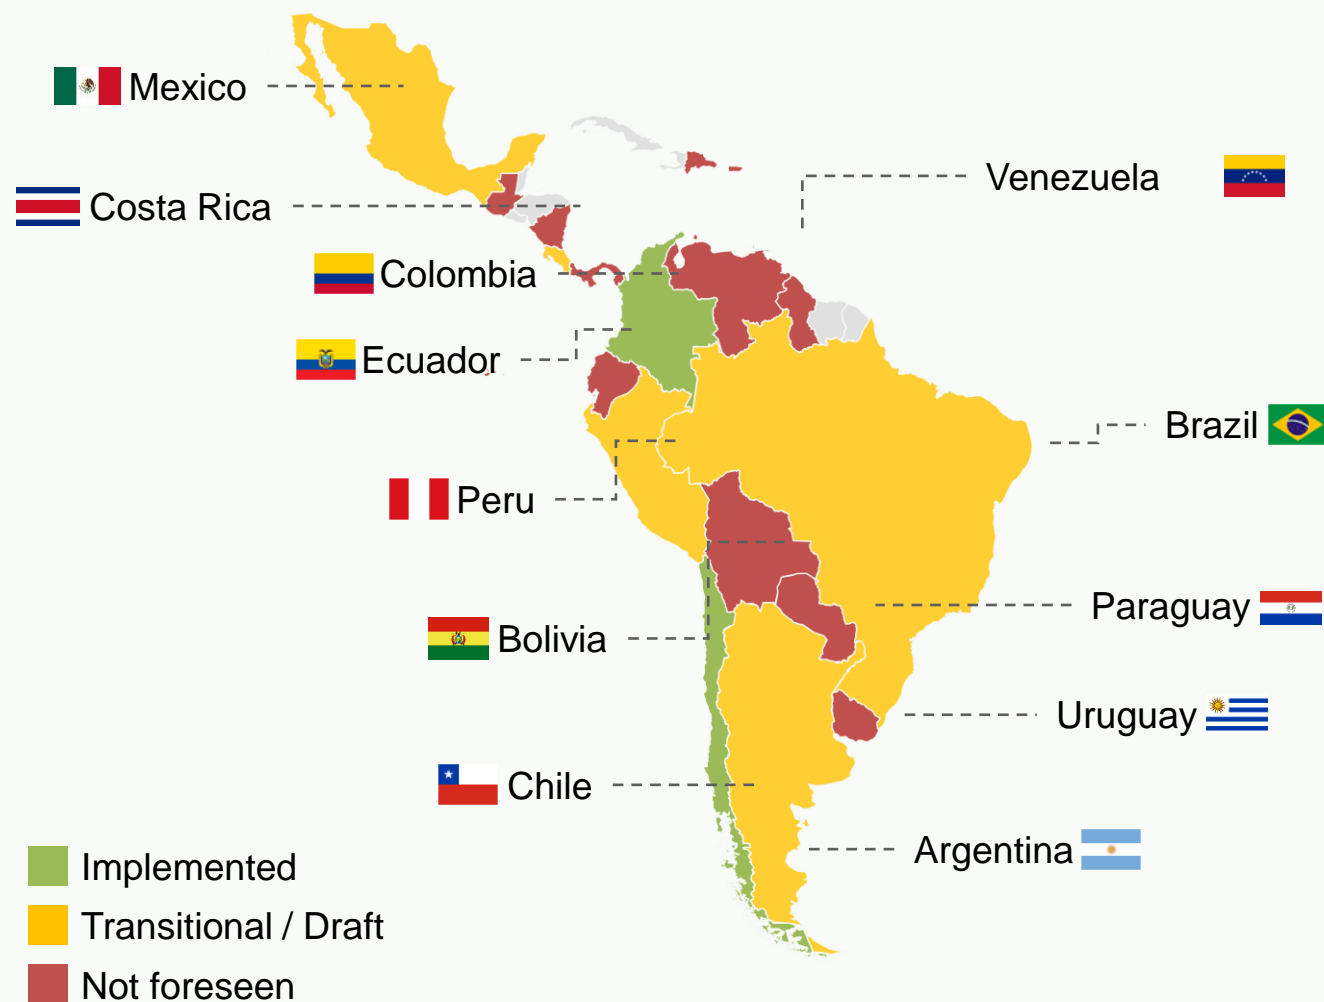 Mexico
Venezuela
Costa Rica
Colombia
Ecuador
Brazil
Peru
Paraguay
Bolivia
Uruguay
Chile
Argentina
Implemented
Transitional / Draft
Not foreseen